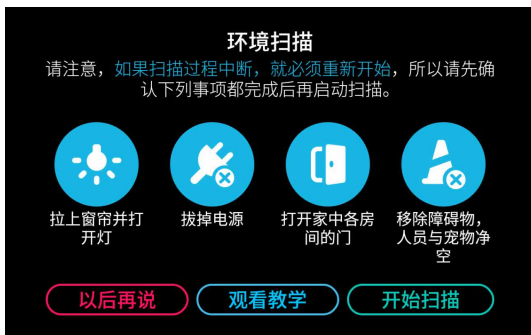 环境扫描
请注意，如果扫描过程中断，就必须重新开始，所以请先确
认下列事项都完成后再启动扫描。
拉上窗帘并打
开灯
拔掉电源
打开家中各房
间的门
移除障碍物，
人员与宠物净
空
以后再说
观看教学
开始扫描